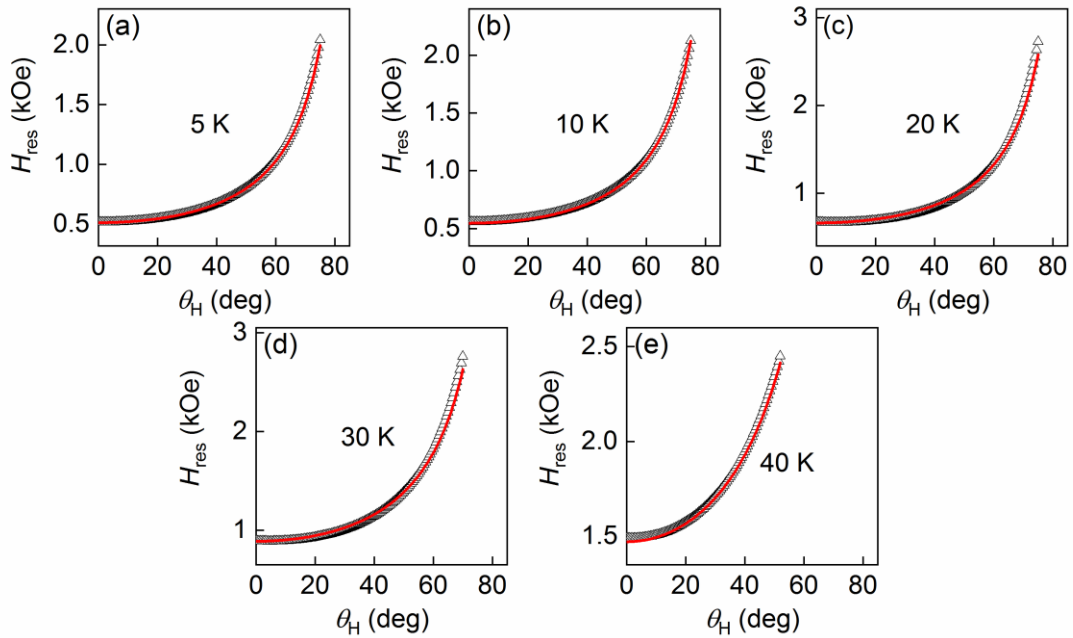 (a)
2.0
1.5
1.0
0.5
H_res (kOe)
5 K
0 20 40 60 80
θ_H (deg)
(b)
2.0
1.5
1.0
0.5
H_res (kOe)
10 K
0 20 40 60 80
θ_H (deg)
(c)
3
2
1
H_res (kOe)
20 K
0 20 40 60 80
θ_H (deg)
(d)
3
2
1
H_res (kOe)
30 K
0 20 40 60 80
θ_H (deg)
(e)
2.5
2.0
1.5
H_res (kOe)
40 K
0 20 40 60 80
θ_H (deg)